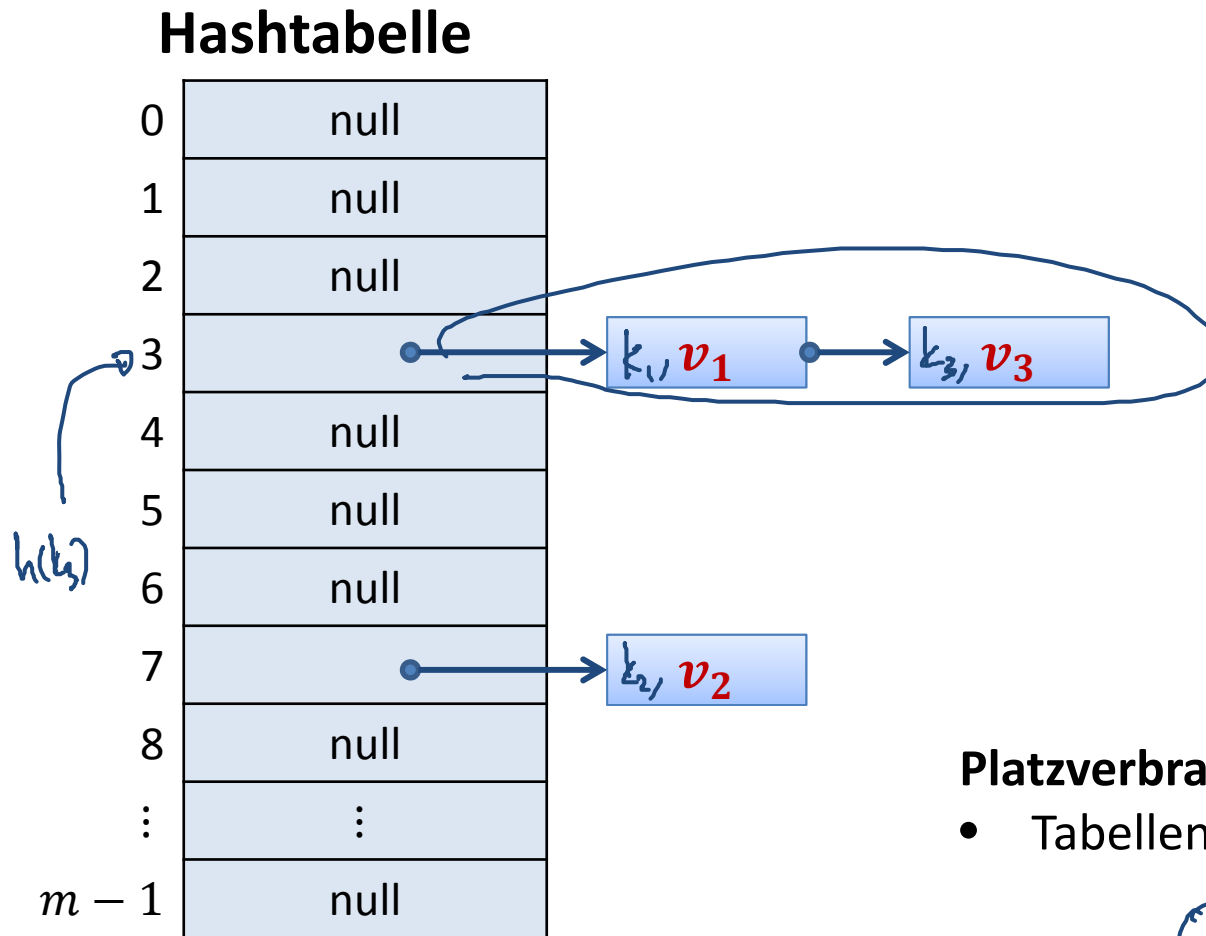 Hashtabelle
0 null
1 null
2 null
3 k₁, v₁ k₃, v₃
4 null
5 null
h(k₃)
6 null
7 k₂, v₂
8 null
⋮ ⋮
Platzverbra
• Tabellen
m − 1 null